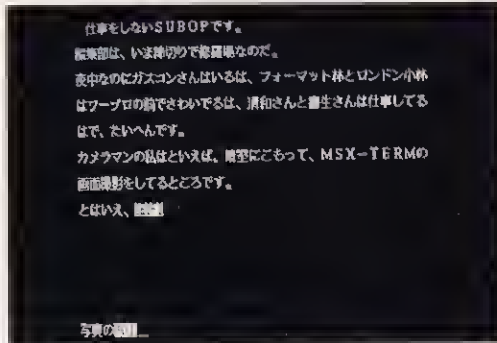 仕事をしないSUBOPです。
編集部は、いま締切りで修羅場なのだ。
夜中なのにガスコンさんはいるは、フォーマット林とロンドン小林
はワープロの前でさわいでるは、清和さんと書生さんは仕事してる
はで、たいへんです。
カメラマンの私はといえば、暗室にこもって、MSX-TERMの
画面撮影をしてるところです。
とはいえ、
写真の